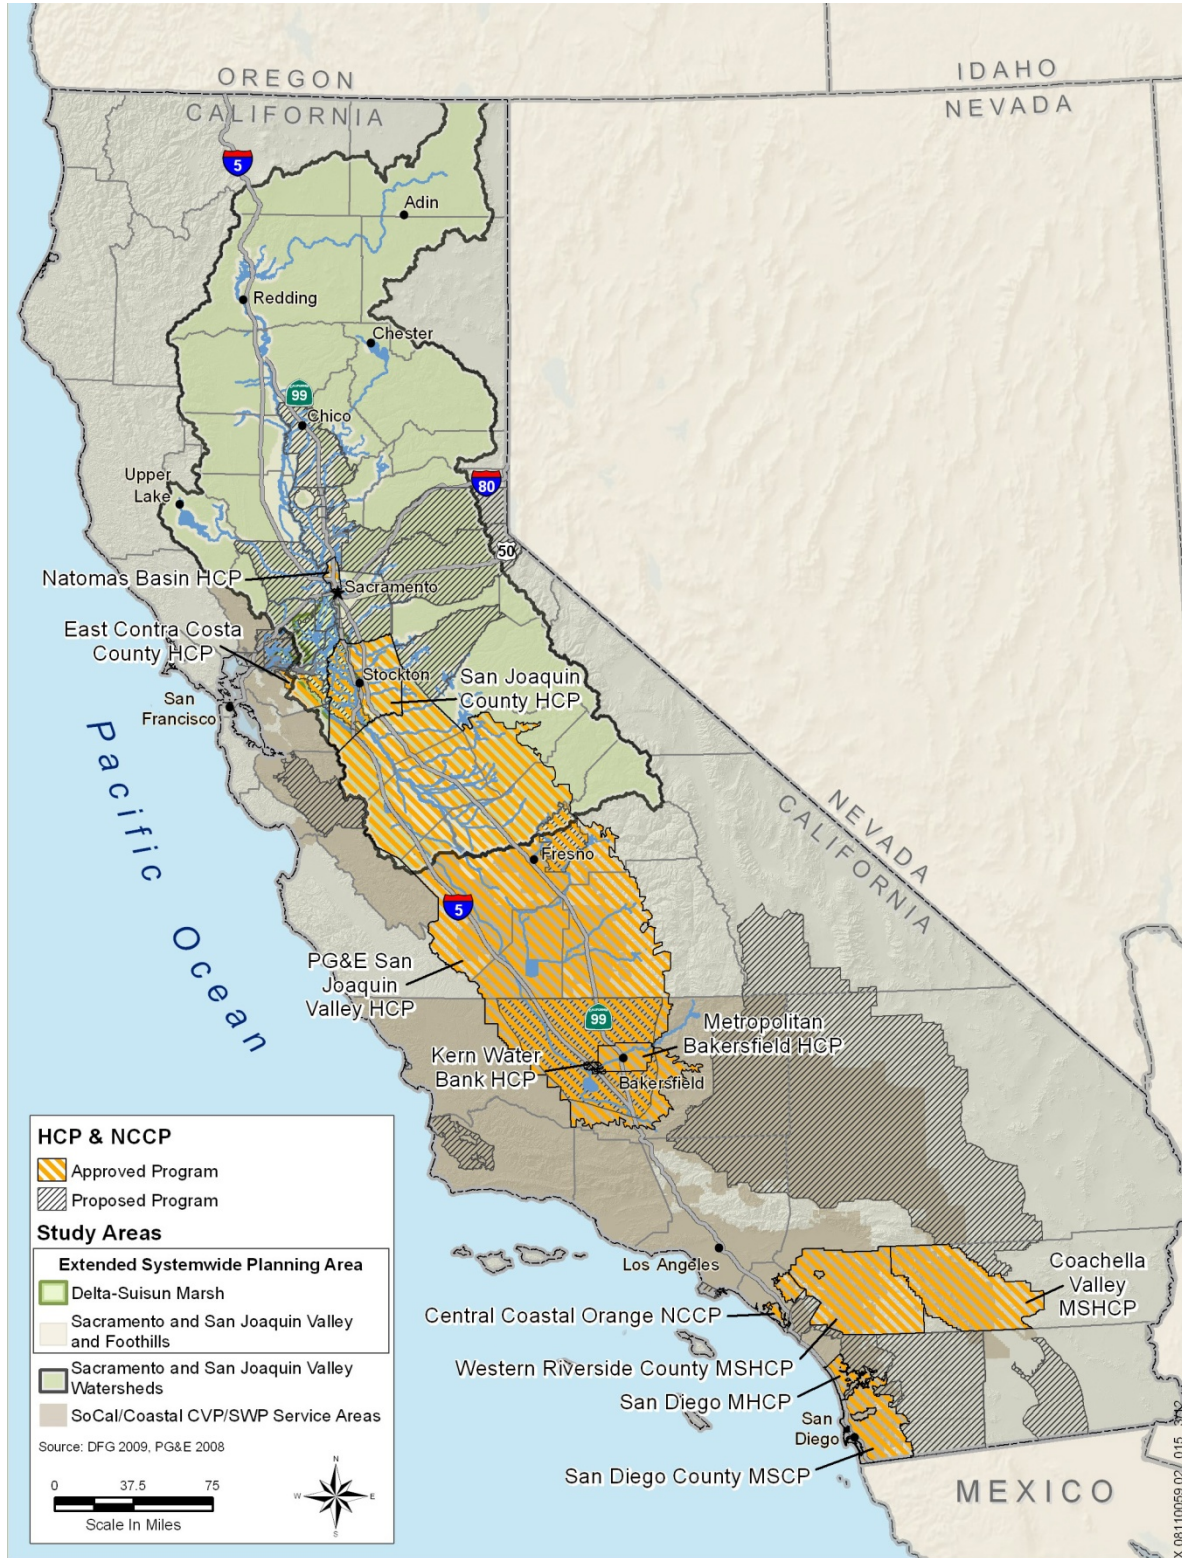 OREGON
CALIFORNIA
IDAHO
NEVADA
5
Adin
Redding
Chester
99
Chico
Upper
Lake
80
50
Natomas Basin HCP
Sacramento
East Contra Costa
County HCP
Stockton
San Joaquin
County HCP
San
Francisco
Pacific Ocean
NEVADA
CALIFORNIA
Fresno
5
PG&E San
Joaquin
Valley HCP
99
Metropolitan
Bakersfield HCP
Kern Water
Bank HCP
Bakersfield
HCP & NCCP
Approved Program
Proposed Program
Study Areas
Extended Systemwide Planning Area
Delta-Suisun Marsh
Sacramento and San Joaquin Valley
and Foothills
Sacramento and San Joaquin Valley
Watersheds
SoCal/Coastal CVP/SWP Service Areas
Source: DFG 2009, PG&E 2008
0 37.5 75
Scale In Miles
N
W E
S
Los Angeles
Coachella
Valley
MSHCP
Central Coastal Orange NCCP
Western Riverside County MSHCP
San Diego MHCP
San
Diego
San Diego County MSCP
MEXICO